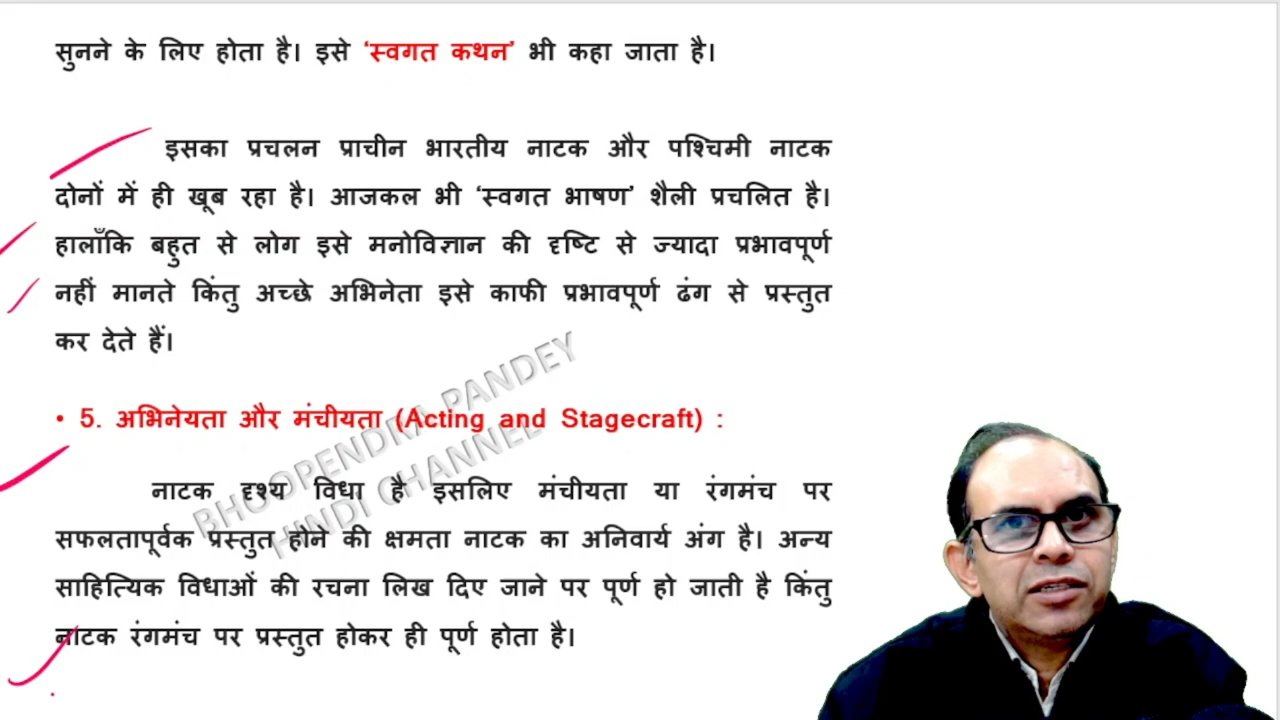 सुनने के लिए होता है। इसे ‘स्वगत कथन’ भी कहा जाता है।
इसका प्रचलन प्राचीन भारतीय नाटक और पश्चिमी नाटक
दोनों में ही खूब रहा है। आजकल भी ‘स्वगत भाषण’ शैली प्रचलित है।
हालाँकि बहुत से लोग इसे मनोविज्ञान की दृष्टि से ज्यादा प्रभावपूर्ण
नहीं मानते किंतु अच्छे अभिनेता इसे काफी प्रभावपूर्ण ढंग से प्रस्तुत
कर देते हैं।
• 5. अभिनेयता और मंचीयता (Acting and Stagecraft) :
नाटक दृश्य विधा है इसलिए मंचीयता या रंगमंच पर
सफलतापूर्वक प्रस्तुत होने की क्षमता नाटक का अनिवार्य अंग है। अन्य
साहित्यिक विधाओं की रचना लिख दिए जाने पर पूर्ण हो जाती है किंतु
नाटक रंगमंच पर प्रस्तुत होकर ही पूर्ण होता है।
BHOOPENDRA PANDEY
HINDI CHANNEL